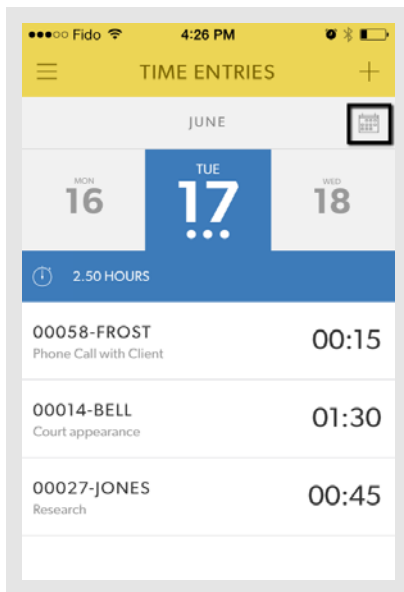 Fido 4:26 PM
TIME ENTRIES
JUNE
MON TUE WED
16 17 18
2.50 HOURS
00058-FROST 00:15
Phone Call with Client
00014-BELL 01:30
Court appearance
00027-JONES 00:45
Research